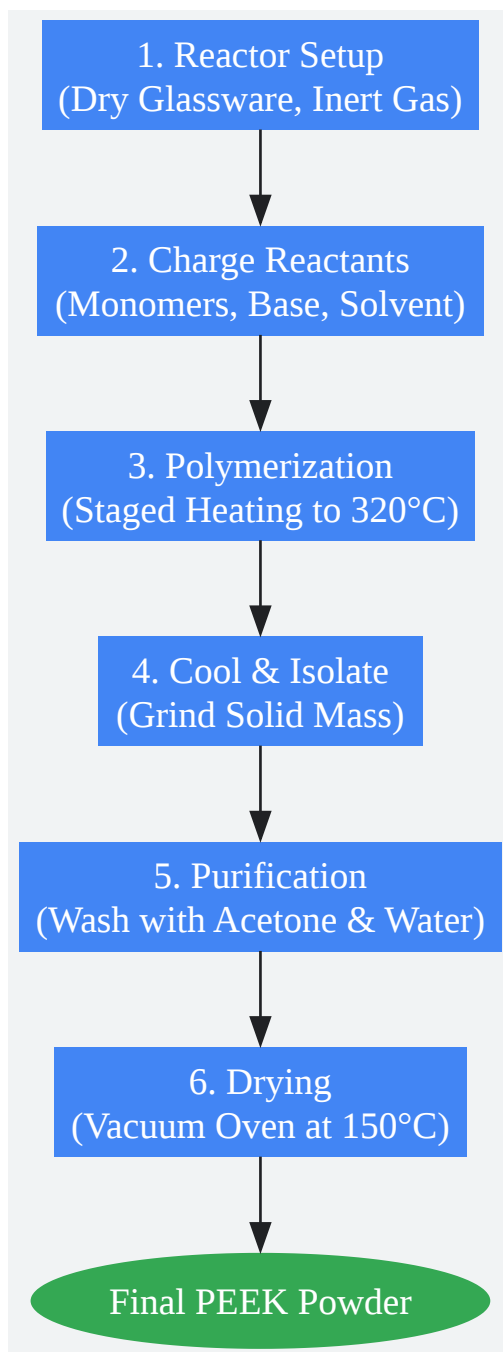 1. Reactor Setup
(Dry Glassware, Inert Gas)
2. Charge Reactants
(Monomers, Base, Solvent)
3. Polymerization
(Staged Heating to 320°C)
4. Cool & Isolate
(Grind Solid Mass)
5. Purification
(Wash with Acetone & Water)
6. Drying
(Vacuum Oven at 150°C)
Final PEEK Powder